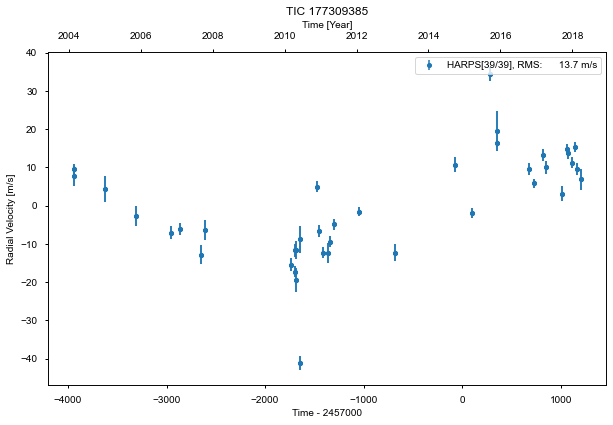 TIC 177309385
Time [Year]
2004 2006 2008 2010 2012 2014 2016 2018
HARPS[39/39], RMS: 13.7 m/s
Radial Velocity [m/s]
40
30
20
10
0
−10
−20
−30
−40
−4000 −3000 −2000 −1000 0 1000
Time - 2457000